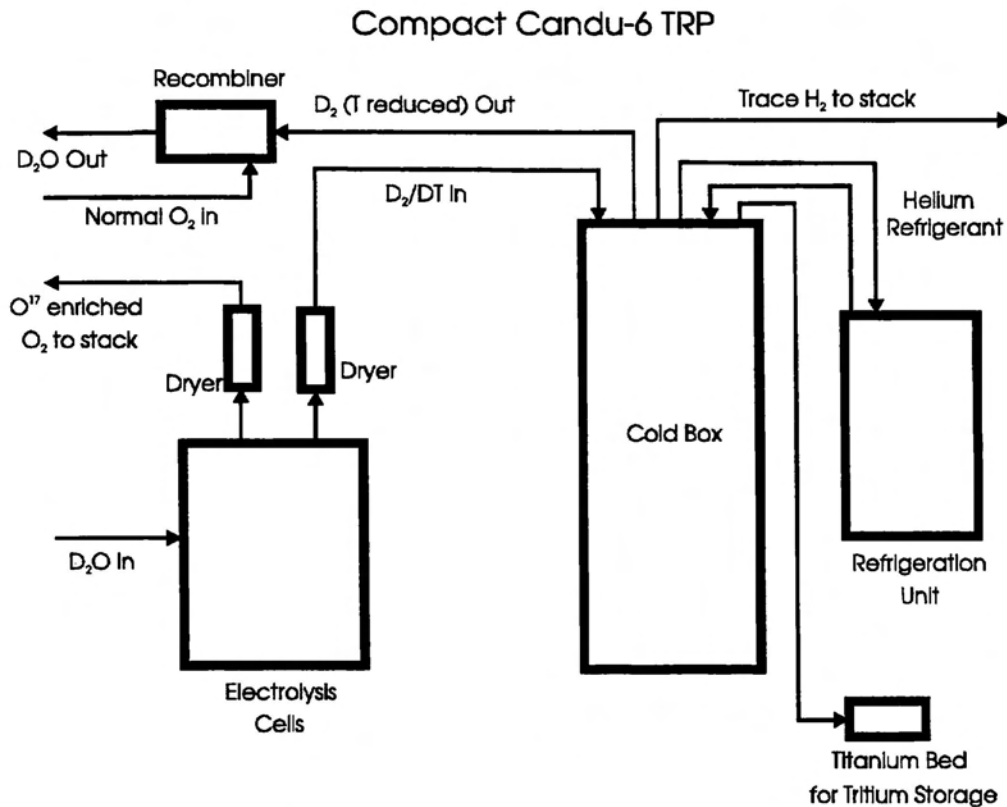 Compact Candu-6 TRP
Recombiner
D₂ (T reduced) Out
Trace H₂ to stack
D₂O Out
Normal O₂ In
D₂/DT In
Helium
Refrigerant
O¹⁷ enriched
O₂ to stack
Dryer
Dryer
Cold Box
D₂O In
Refrigeration
Unit
Electrolysis
Cells
Titanium Bed
for Tritium Storage